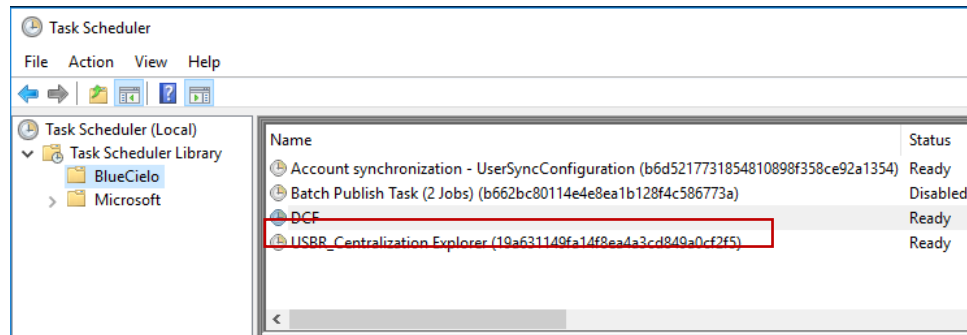 Task Scheduler
File Action View Help
Task Scheduler (Local)
Task Scheduler Library
BlueCielo
Microsoft
Name Status
Account synchronization - UserSyncConfiguration (b6d5217731854810898f358ce92a1354) Ready
Batch Publish Task (2 Jobs) (b662bc80114e4e8ea1b128f4c586773a) Disabled
DCF Ready
USBR_Centralization Explorer (19a631149fa14f8ea4a3cd849a0cf2f5) Ready